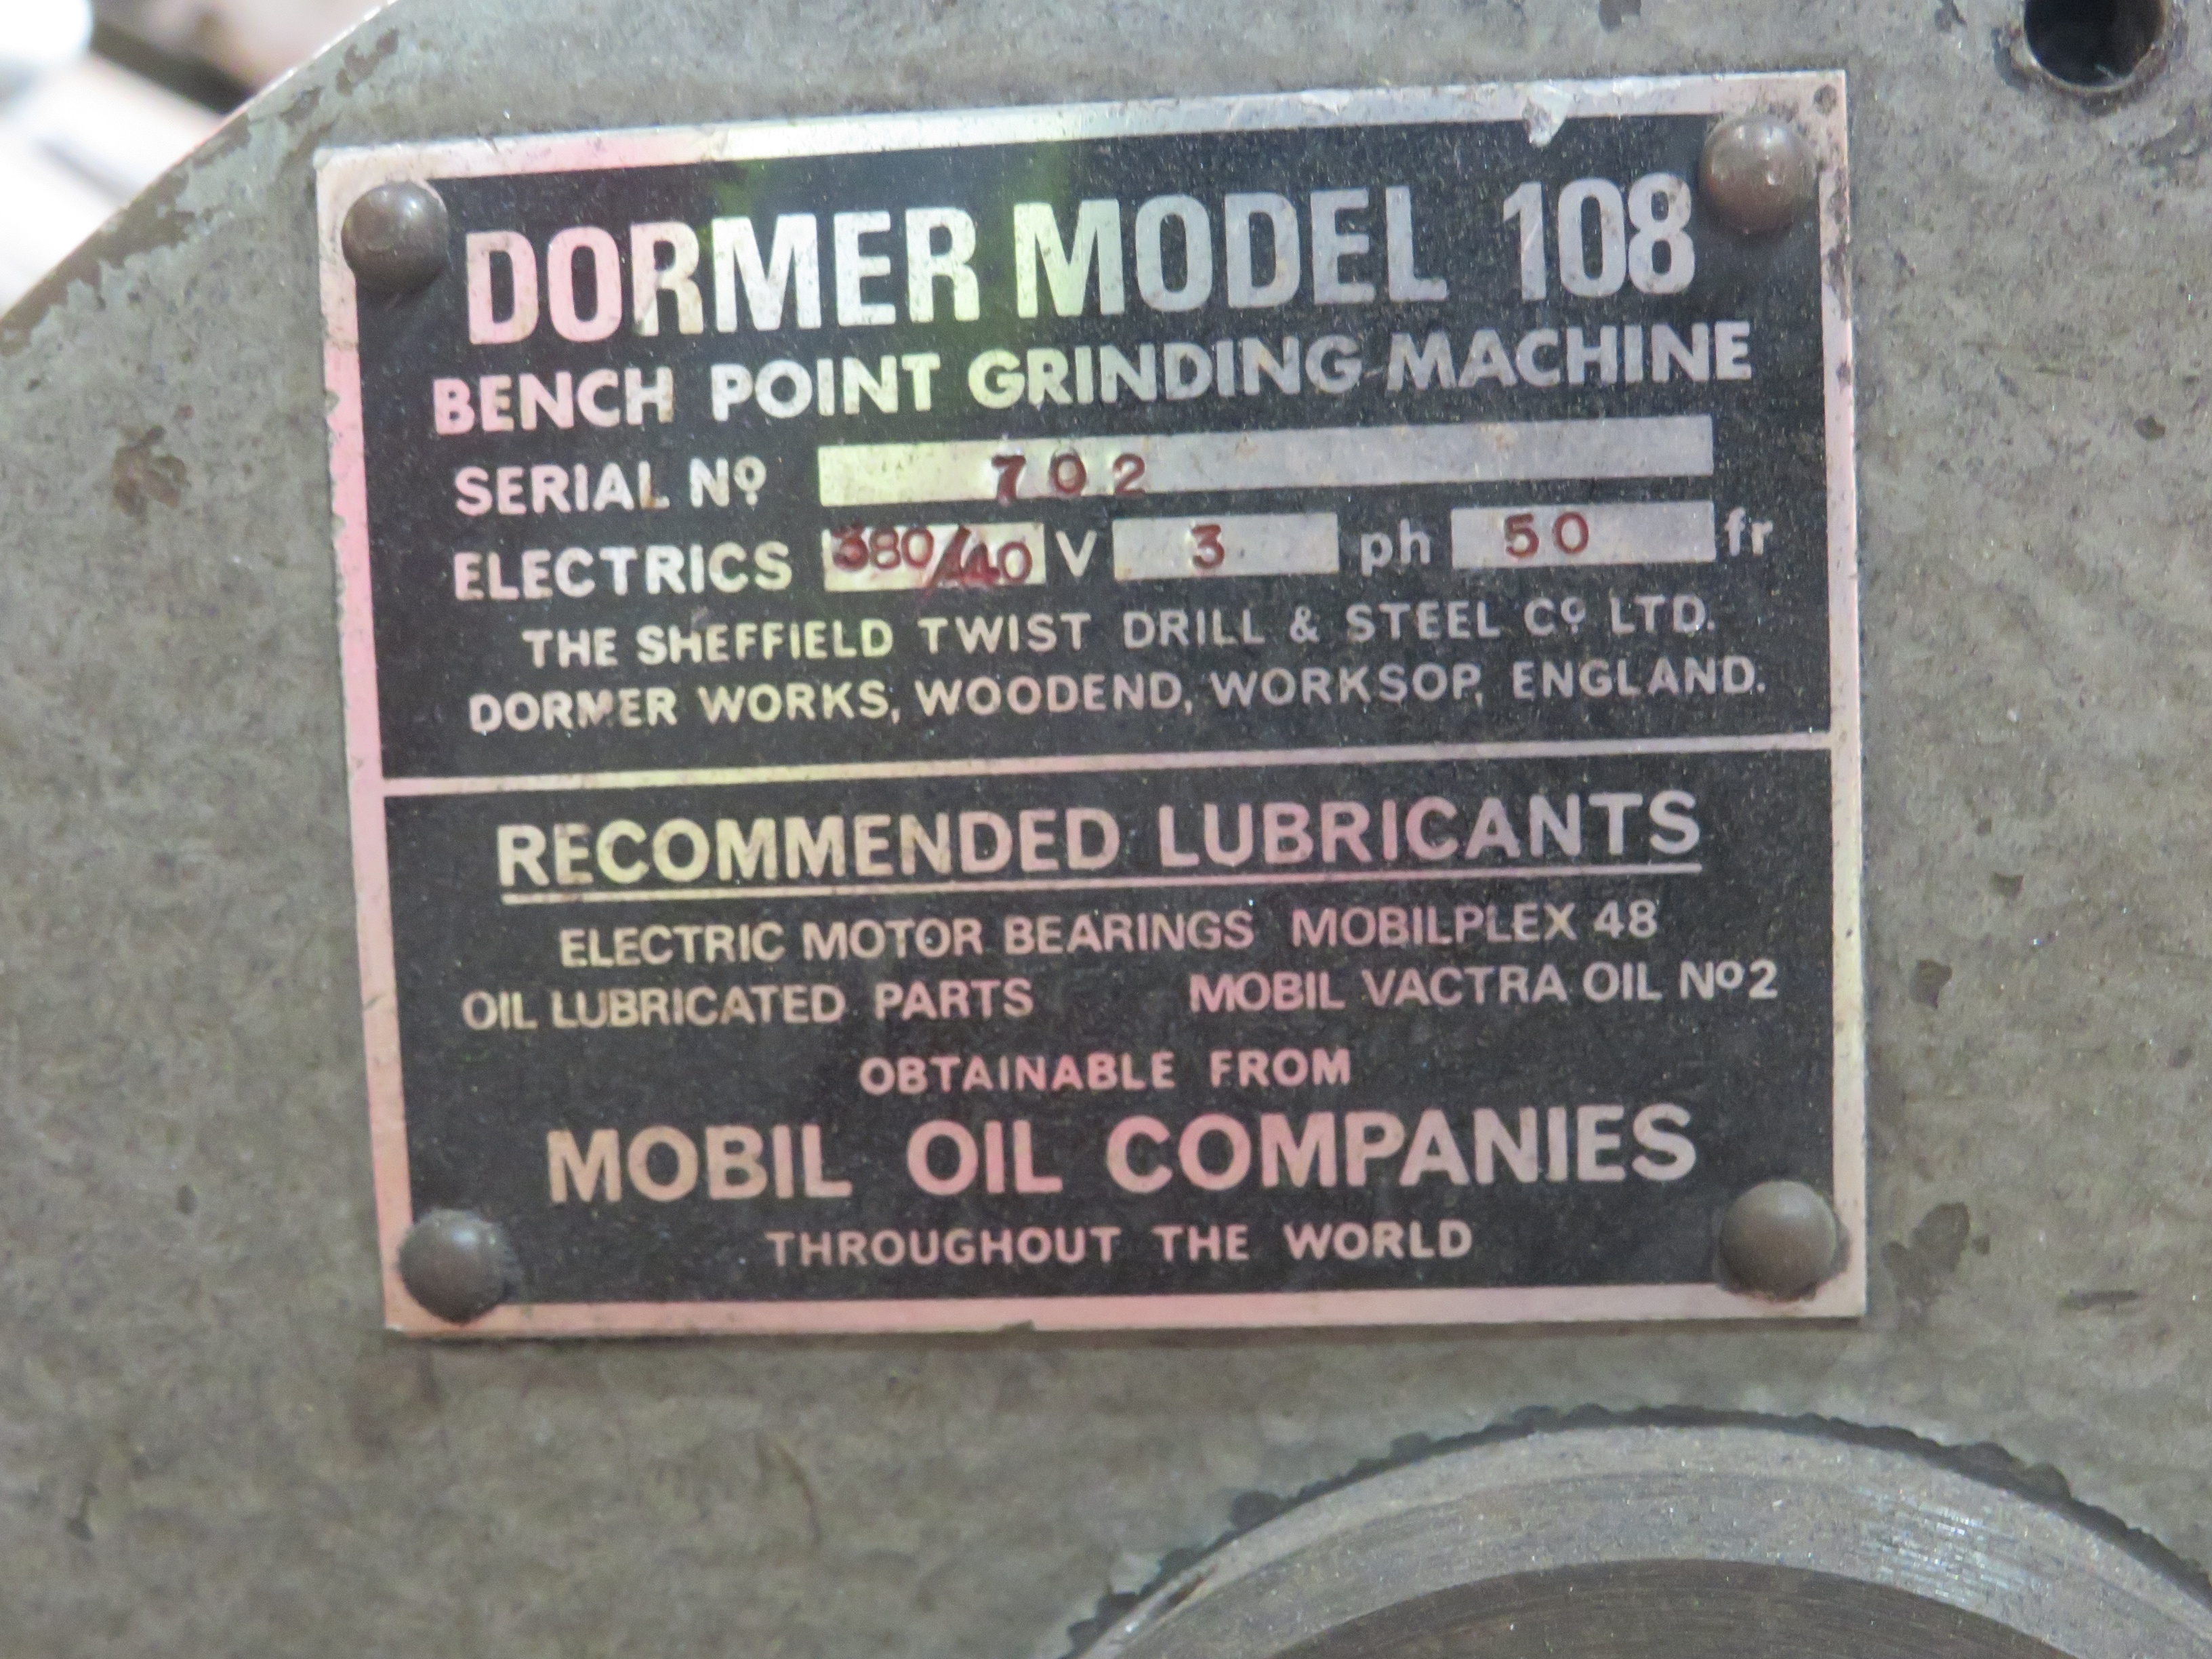 DORMER MODEL 108
BENCH POINT GRINDING MACHINE
SERIAL Nº 702
ELECTRICS 380/440 V 3 ph 50 fr
THE SHEFFIELD TWIST DRILL & STEEL Cº LTD.
DORMER WORKS, WOODEND, WORKSOP, ENGLAND.
RECOMMENDED LUBRICANTS
ELECTRIC MOTOR BEARINGS MOBILPLEX 48
OIL LUBRICATED PARTS MOBIL VACTRA OIL Nº2
OBTAINABLE FROM
MOBIL OIL COMPANIES
THROUGHOUT THE WORLD